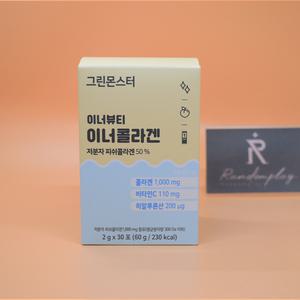 그린몬스터
이너뷰티
이너콜라겐
저분자 피쉬콜라겐 50 %
콜라겐 1,000 mg
비타민C 110 mg
히알루론산 200 μg
2 g x 30 포 (60 g / 230 kcal)
R
Randomplay